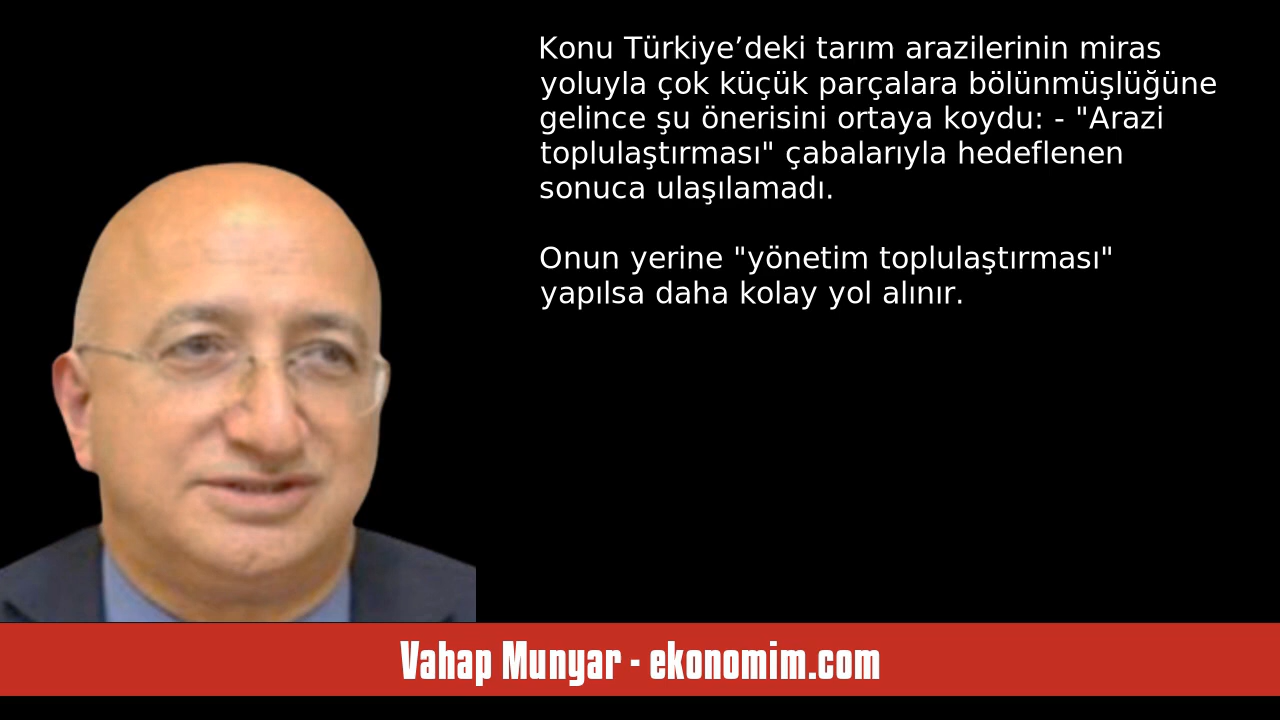 Konu Türkiye’deki tarım arazilerinin miras
yoluyla çok küçük parçalara bölünmüşlüğüne
gelince şu önerisini ortaya koydu: - "Arazi
toplulaştırması" çabalarıyla hedeflenen
sonuca ulaşılamadı.
Onun yerine "yönetim toplulaştırması"
yapılsa daha kolay yol alınır.
Vahap Munyar - ekonomim.com